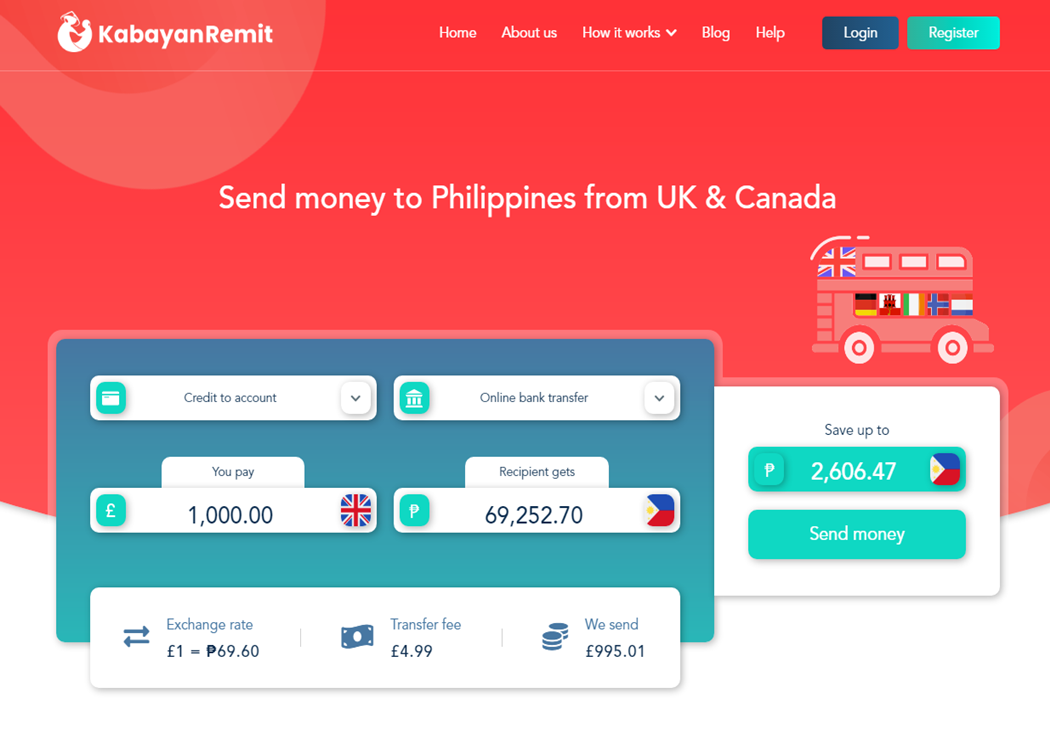 KabayanRemit
Home About us How it works Blog Help Login Register
Send money to Philippines from UK & Canada
Credit to account Online bank transfer
Save up to
₱ 2,606.47
You pay Recipient gets
£ 1,000.00 ₱ 69,252.70
Send money
Exchange rate Transfer fee We send
£1 = ₱69.60 £4.99 £995.01